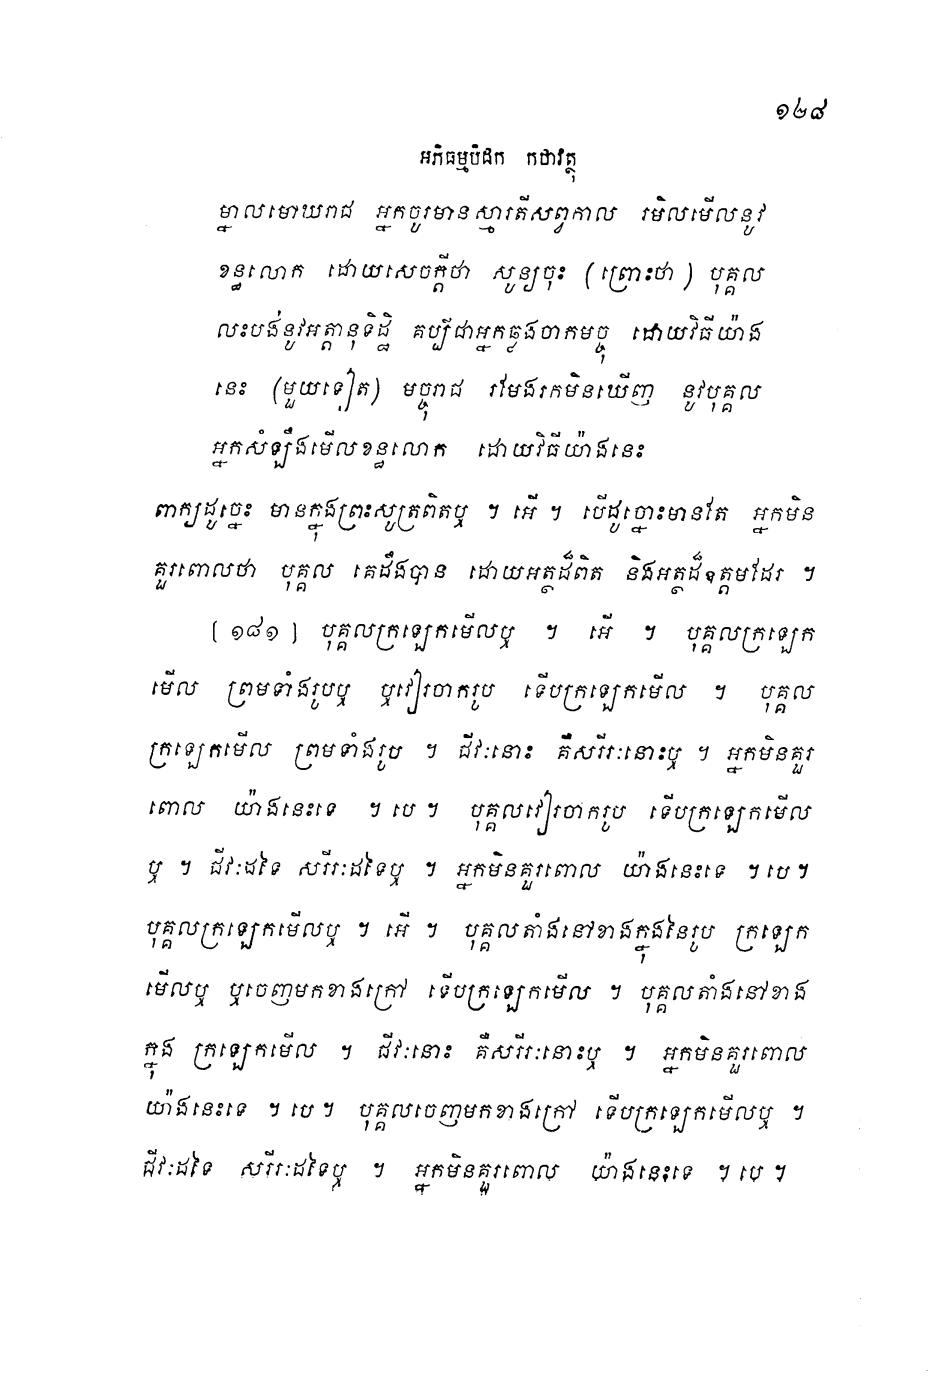 ១២៨
អភិធម្មបិដក កថាវត្ថុ
ម្នាលមោឃរាជ អ្នកចូរមានស្មារតីសព្វកាល រមិលមើលនូវ
ខន្ធលោក ដោយសេចក្តីថា សូន្យចុះ (ព្រោះថា) បុគ្គល
លះបង់នូវអត្តានុទិដ្ឋិ គប្បីជាអ្នកឆ្លងចាកមច្ចុ ដោយវិធីយ៉ាង
នេះ (មួយទៀត) មច្ចុរាជ រមែងរកមិនឃើញ នូវបុគ្គល
អ្នកសំឡឹងមើលខន្ធលោក ដោយវិធីយ៉ាងនេះ
ពាក្យដូច្នេះ មានក្នុងព្រះសូត្រពិតឬ ។ អើ ។ បើដូច្នោះមានតែ អ្នកមិន
គួរពោលថា បុគ្គល គេដឹងបាន ដោយអត្ថដ៏ពិត និងអត្ថដ៏ឧត្តមដែរ ។
[១៨១] បុគ្គលក្រឡេកមើលឬ ។ អើ ។ បុគ្គលក្រឡេក
មើល ព្រមទាំងរូបឬ ឬវៀរចាករូប ទើបក្រឡេកមើល ។ បុគ្គល
ក្រឡេកមើល ព្រមទាំងរូប ។ ជីវៈនោះ គឺសរីរៈនោះឬ ។ អ្នកមិនគួរ
ពោល យ៉ាងនេះទេ ។ បេ ។ បុគ្គលវៀរចាករូប ទើបក្រឡេកមើល
ឬ ។ ជីវៈដទៃ សរីរៈដទៃឬ ។ អ្នកមិនគួរពោល យ៉ាងនេះទេ ។ បេ ។
បុគ្គលក្រឡេកមើលឬ ។ អើ ។ បុគ្គលតាំងនៅខាងក្នុងនៃរូប ក្រឡេក
មើលឬ ឬចេញមកខាងក្រៅ ទើបក្រឡេកមើល ។ បុគ្គលតាំងនៅខាង
ក្នុង ក្រឡេកមើល ។ ជីវៈនោះ គឺសរីរៈនោះឬ ។ អ្នកមិនគួរពោល
យ៉ាងនេះទេ ។ បេ ។ បុគ្គលចេញមកខាងក្រៅ ទើបក្រឡេកមើលឬ ។
ជីវៈដទៃ សរីរៈដទៃឬ ។ អ្នកមិនគួរពោល យ៉ាងនេះទេ ។ បេ ។